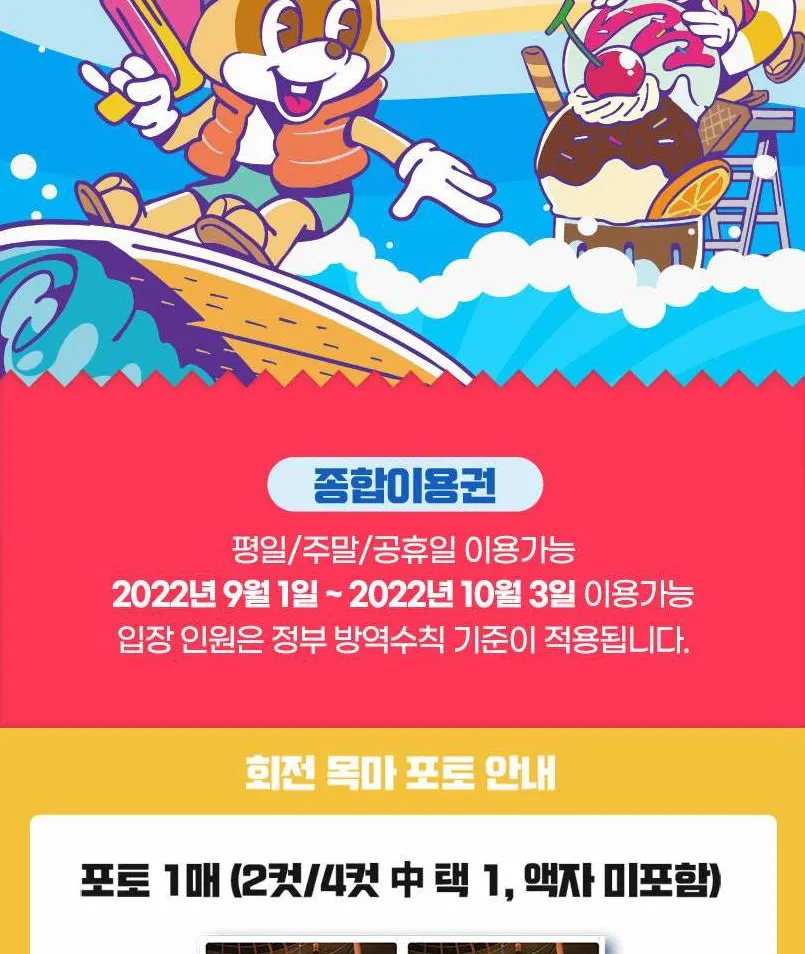 종합이용권
평일/주말/공휴일 이용가능
2022년 9월 1일 ~ 2022년 10월 3일 이용가능
입장 인원은 정부 방역수칙 기준이 적용됩니다.
회전 목마 포토 안내
포토 1매 (2컷/4컷 中 택 1, 액자 미포함)